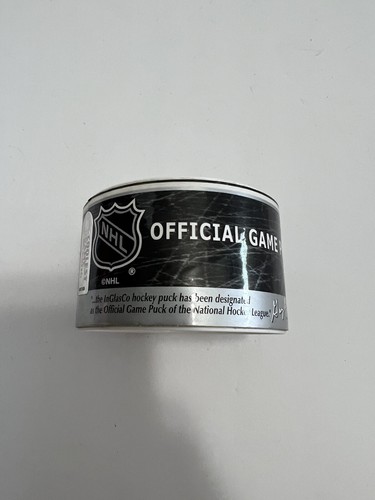 NHL
OFFICIAL GAME
®
©NHL
"...the InGlasCo hockey puck has been designated
as the Official Game Puck of the National Hockey League."